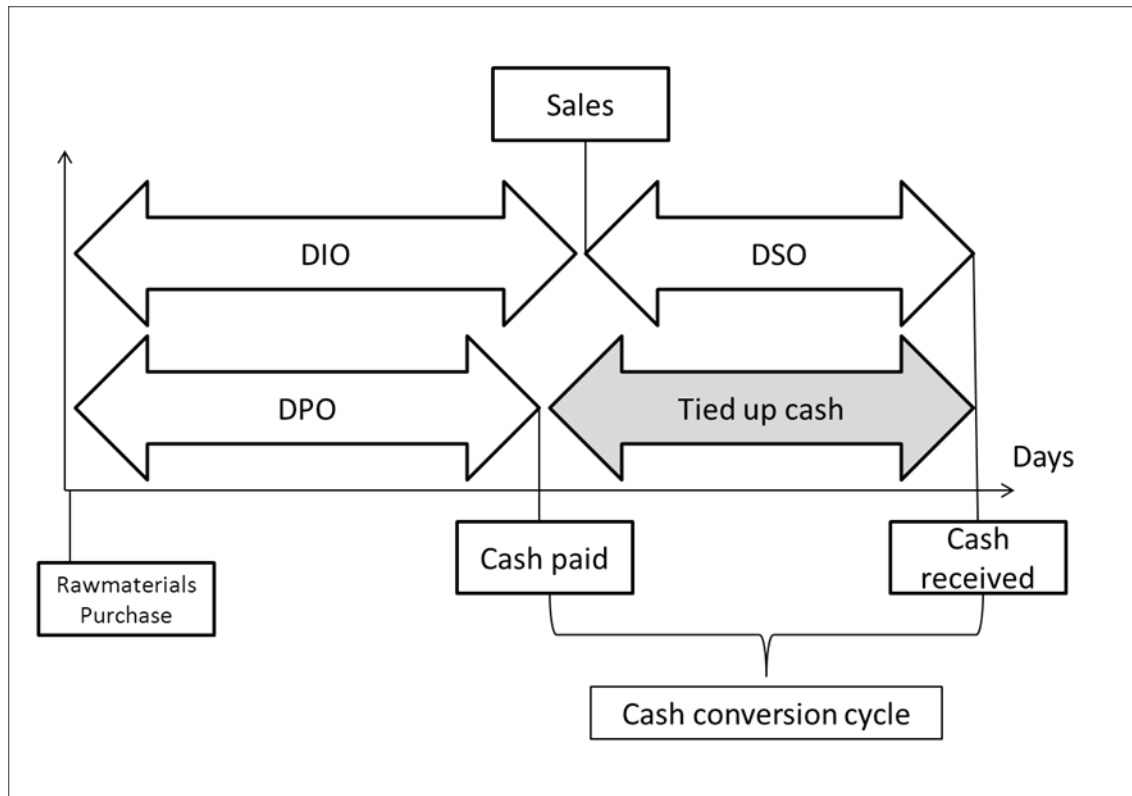 Sales
DIO
DSO
DPO
Tied up cash
Days
Cash paid
Cash
received
Rawmaterials
Purchase
Cash conversion cycle